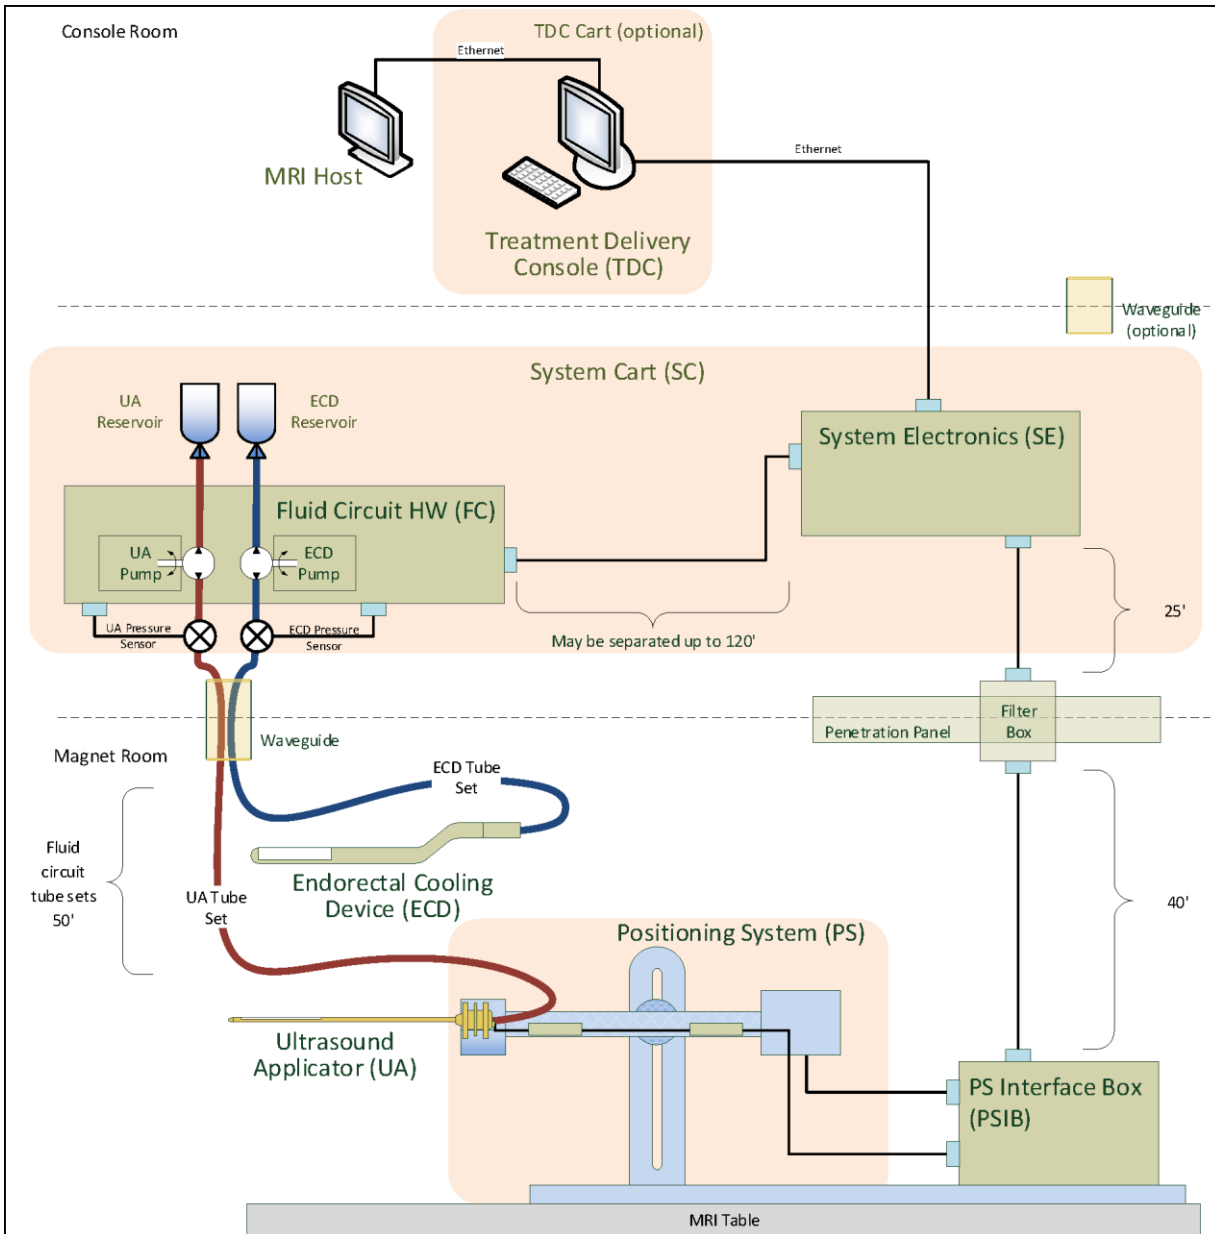 Console Room
TDC Cart (optional)
Ethernet
MRI Host
Ethernet
Treatment Delivery
Console (TDC)
Waveguide
(optional)
System Cart (SC)
UA
Reservoir
ECD
Reservoir
System Electronics (SE)
Fluid Circuit HW (FC)
UA
Pump
ECD
Pump
UA Pressure
Sensor
ECD Pressure
Sensor
May be separated up to 120'
25'
Filter
Box
Penetration Panel
Waveguide
Magnet Room
ECD Tube
Set
Fluid
circuit
tube sets
50'
Endorectal Cooling
Device (ECD)
UA Tube
Set
40'
Positioning System (PS)
Ultrasound
Applicator (UA)
PS Interface Box
(PSIB)
MRI Table